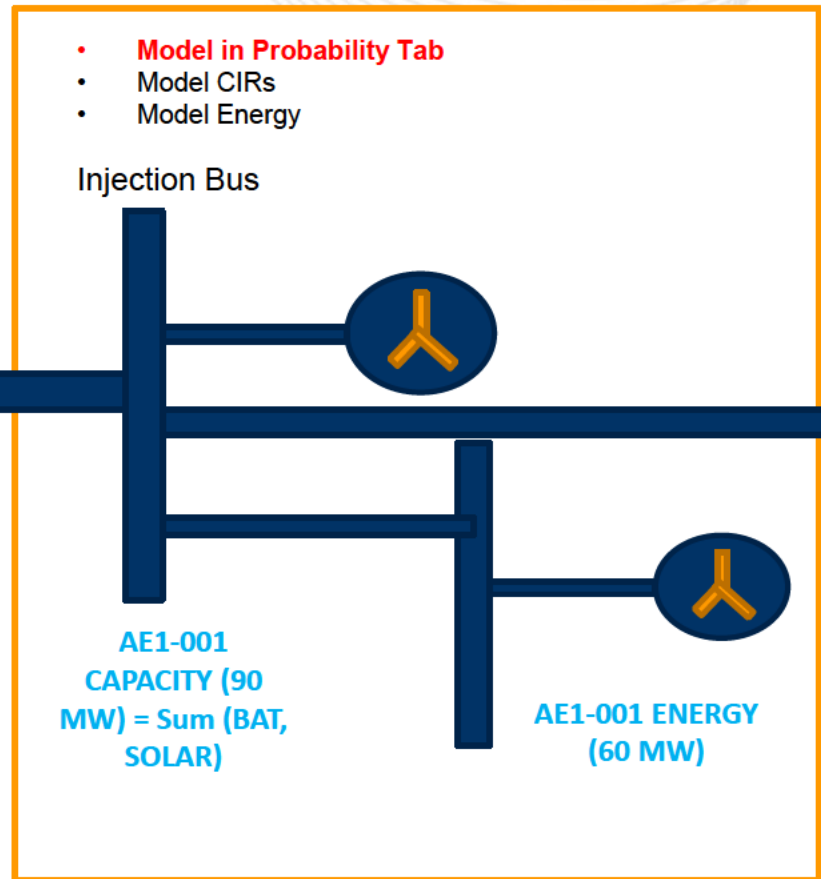 • Model in Probability Tab
• Model CIRs
• Model Energy
Injection Bus
AE1-001
CAPACITY (90
MW) = Sum (BAT,
SOLAR)
AE1-001 ENERGY
(60 MW)